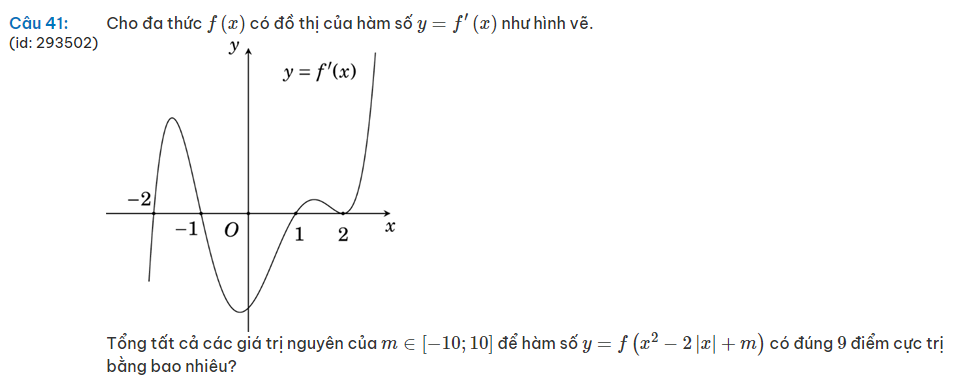 Câu 41: Cho đa thức f (x) có đồ thị của hàm số y = f′ (x) như hình vẽ.
(id: 293502)
y
y = f′(x)
−2
−1 O 1 2 x
Tổng tất cả các giá trị nguyên của m ∈ [−10; 10] để hàm số y = f (x² − 2 |x| + m) có đúng 9 điểm cực trị
bằng bao nhiêu?